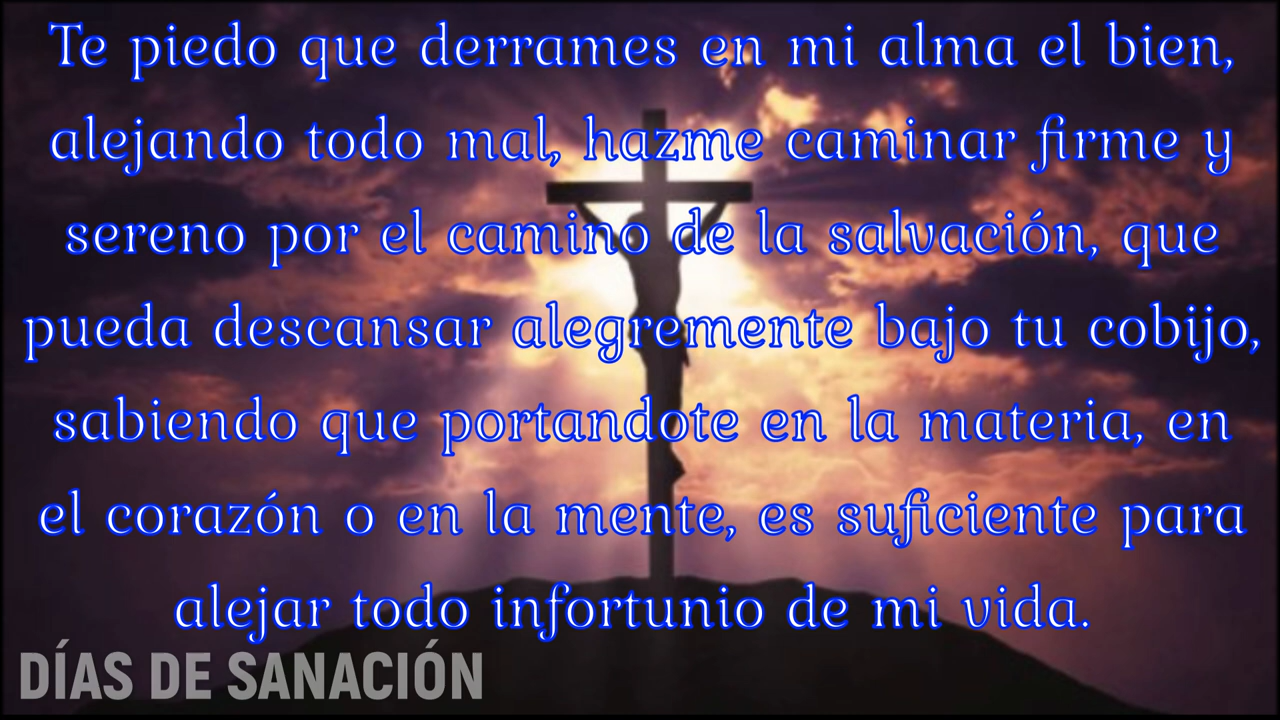 Te piedo que derrames en mi alma el bien,
alejando todo mal, hazme caminar firme y
sereno por el camino de la salvación, que
pueda descansar alegremente bajo tu cobijo,
sabiendo que portandote en la materia, en
el corazón o en la mente, es suficiente para
alejar todo infortunio de mi vida.
DÍAS DE SANACIÓN